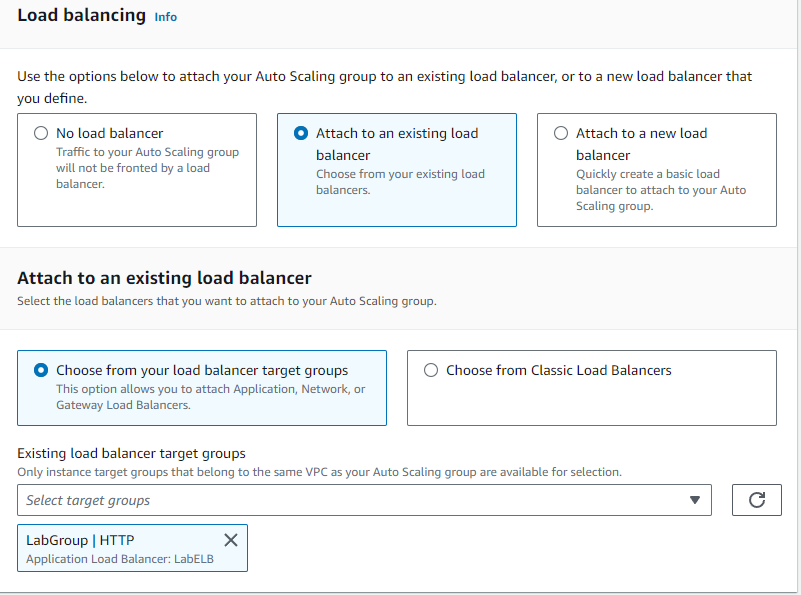 Load balancing Info
Use the options below to attach your Auto Scaling group to an existing load balancer, or to a new load balancer that
you define.
No load balancer
Traffic to your Auto Scaling group
will not be fronted by a load
balancer.
Attach to an existing load
balancer
Choose from your existing load
balancers.
Attach to a new load
balancer
Quickly create a basic load
balancer to attach to your Auto
Scaling group.
Attach to an existing load balancer
Select the load balancers that you want to attach to your Auto Scaling group.
Choose from your load balancer target groups
This option allows you to attach Application, Network, or
Gateway Load Balancers.
Choose from Classic Load Balancers
Existing load balancer target groups
Only instance target groups that belong to the same VPC as your Auto Scaling group are available for selection.
Select target groups
LabGroup | HTTP
Application Load Balancer: LabELB